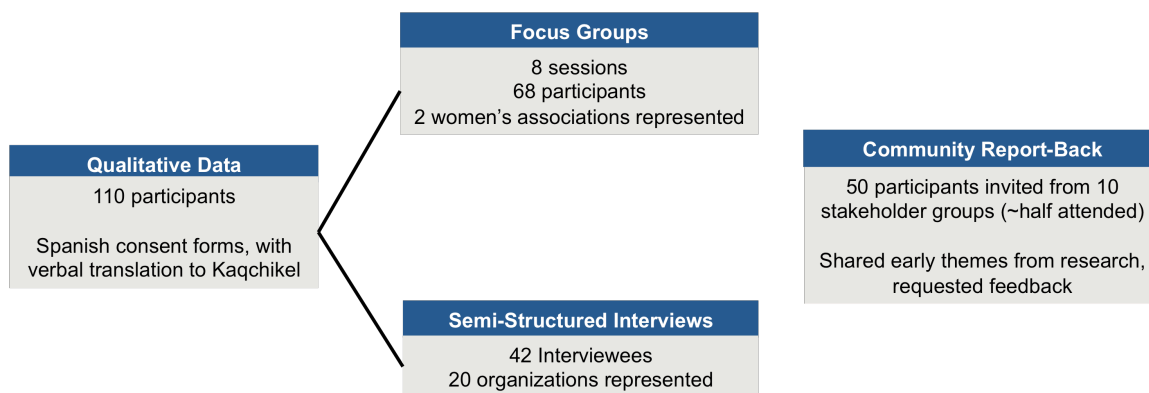 Qualitative Data
110 participants
Spanish consent forms, with
verbal translation to Kaqchikel
Focus Groups
8 sessions
68 participants
2 women’s associations represented
Semi-Structured Interviews
42 Interviewees
20 organizations represented
Community Report-Back
50 participants invited from 10
stakeholder groups (~half attended)
Shared early themes from research,
requested feedback